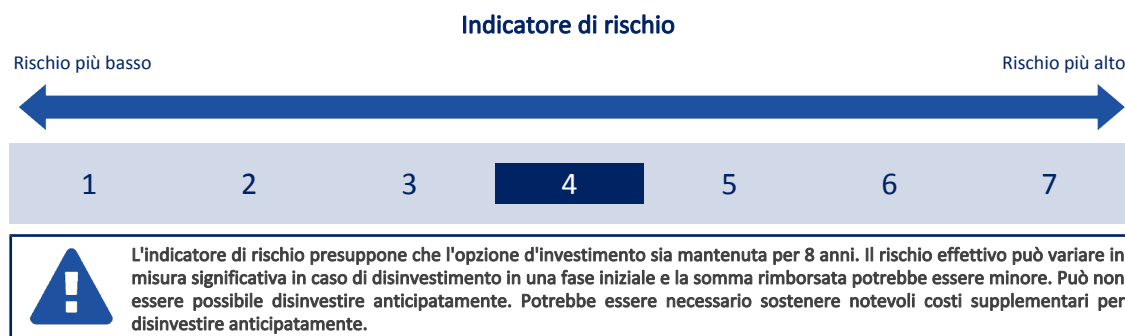 Indicatore di rischio
Rischio più basso
Rischio più alto
1 2 3 4 5 6 7
L'indicatore di rischio presuppone che l'opzione d'investimento sia mantenuta per 8 anni. Il rischio effettivo può variare in
misura significativa in caso di disinvestimento in una fase iniziale e la somma rimborsata potrebbe essere minore. Può non
essere possibile disinvestire anticipatamente. Potrebbe essere necessario sostenere notevoli costi supplementari per
disinvestire anticipatamente.